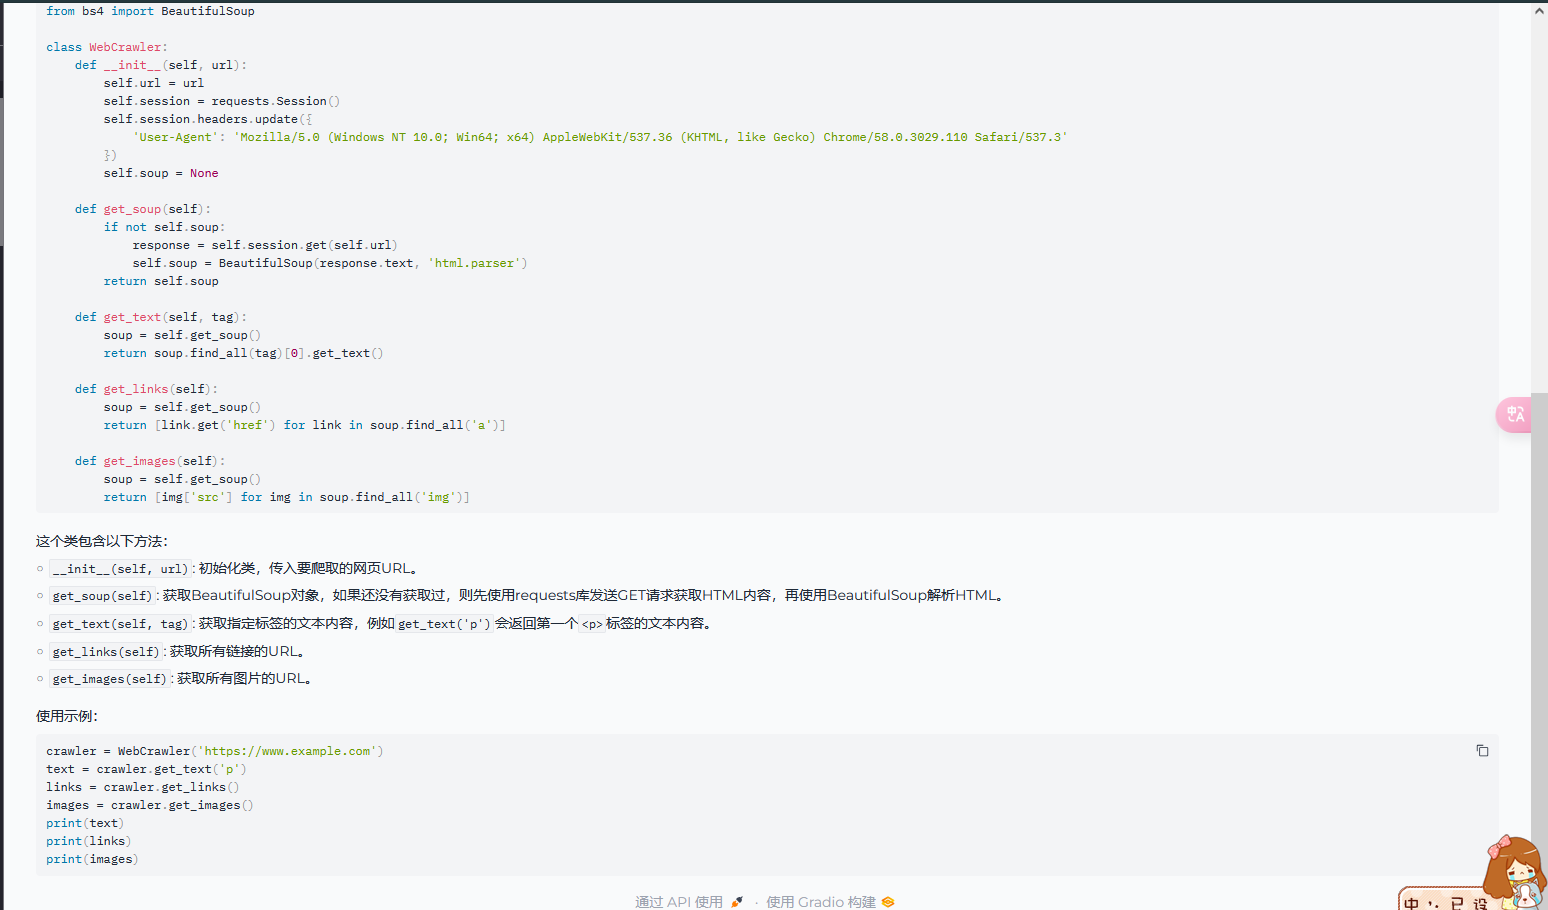 from bs4 import BeautifulSoup
class WebCrawler:
    def __init__(self, url):
        self.url = url
        self.session = requests.Session()
        self.session.headers.update({
            'User-Agent': 'Mozilla/5.0 (Windows NT 10.0; Win64; x64) AppleWebKit/537.36 (KHTML, like Gecko) Chrome/58.0.3029.110 Safari/537.3'
        })
        self.soup = None
    def get_soup(self):
        if not self.soup:
            response = self.session.get(self.url)
            self.soup = BeautifulSoup(response.text, 'html.parser')
        return self.soup
    def get_text(self, tag):
        soup = self.get_soup()
        return soup.find_all(tag)[0].get_text()
    def get_links(self):
        soup = self.get_soup()
        return [link.get('href') for link in soup.find_all('a')]
    def get_images(self):
        soup = self.get_soup()
        return [img['src'] for img in soup.find_all('img')]
这个类包含以下方法：
○ __init__(self, url)：初始化类，传入要爬取的网页URL。
○ get_soup(self)：获取BeautifulSoup对象，如果还没有获取过，则先使用requests库发送GET请求获取HTML内容，再使用BeautifulSoup解析HTML。
○ get_text(self, tag)：获取指定标签的文本内容，例如get_text('p')会返回第一个<p>标签的文本内容。
○ get_links(self)：获取所有链接的URL。
○ get_images(self)：获取所有图片的URL。
使用示例：
crawler = WebCrawler('https://www.example.com')
text = crawler.get_text('p')
links = crawler.get_links()
images = crawler.get_images()
print(text)
print(links)
print(images)
通过 API 使用 · 使用 Gradio 构建
中 ·, 已 设